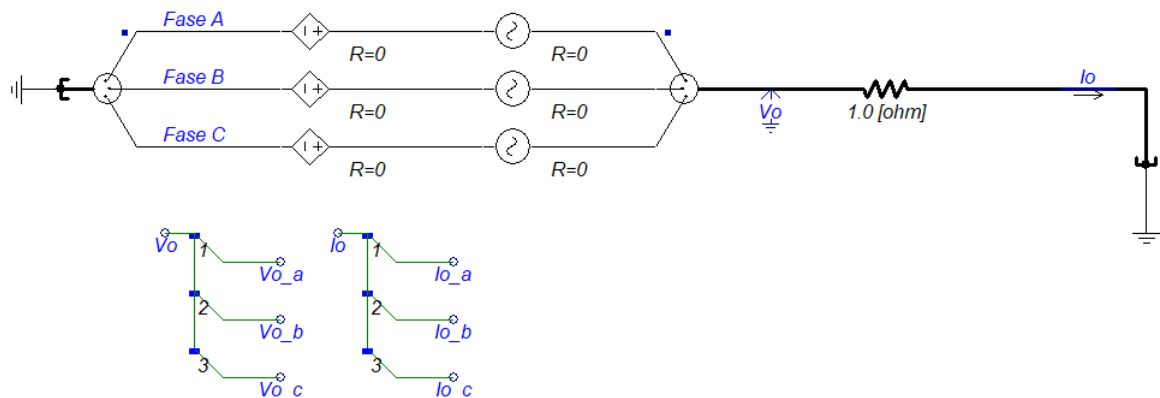 Fase A
R=0 R=0
Fase B
R=0 R=0
Vo 1.0 [ohm] Io
Fase C
R=0 R=0
Vo 1 Vo_a
2 Vo_b
3 Vo_c
Io 1 Io_a
2 Io_b
3 Io_c